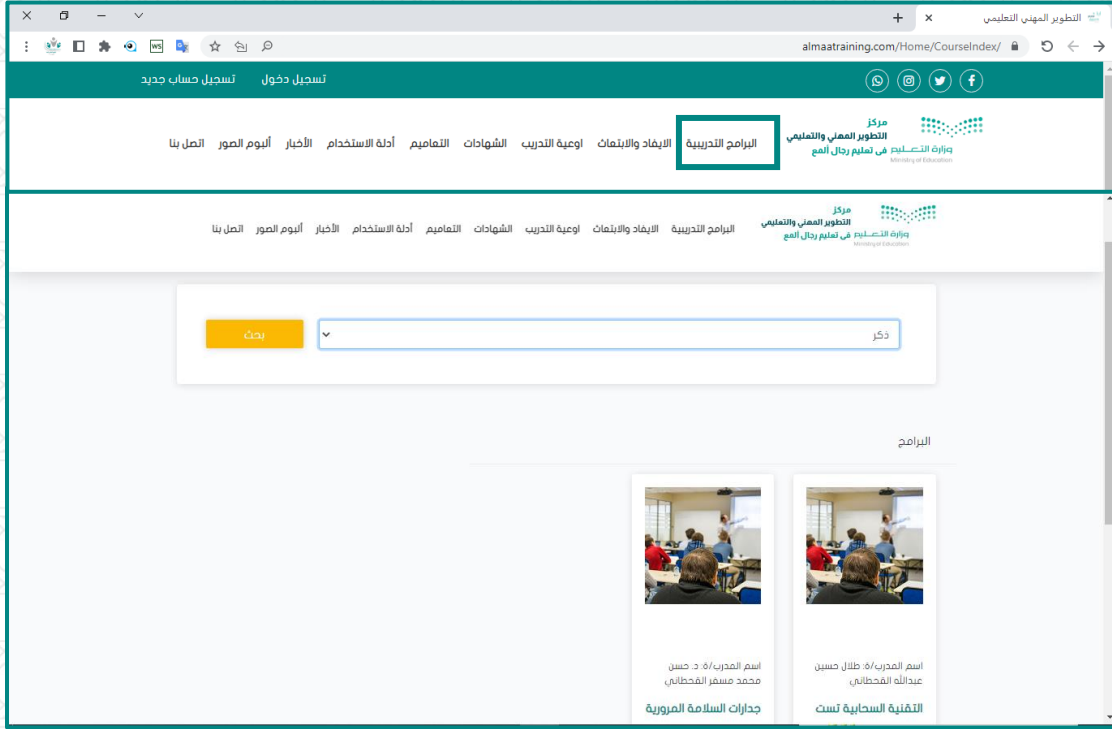 التطوير المهني التعليمي
almaatraining.com/Home/CourseIndex/
تسجيل دخول
تسجيل حساب جديد
مركز
التطوير المهني والتعليمي
في تعليم رجال ألمع
وزارة التعـليم
Ministry of Education
البرامج التدريبية
الايفاد والابتعاث
اوعية التدريب
الشهادات
التعاميم
أدلة الاستخدام
الأخبار
ألبوم الصور
اتصل بنا
مركز
التطوير المهني والتعليمي
في تعليم رجال ألمع
وزارة التعـليم
Ministry of Education
البرامج التدريبية
الايفاد والابتعاث
اوعية التدريب
الشهادات
التعاميم
أدلة الاستخدام
الأخبار
ألبوم الصور
اتصل بنا
ذكر
بحث
البرامج
اسم المدرب/ة: طلال حسين
عبدالله القحطاني
التقنية السحابية تست
اسم المدرب/ة: د. حسن
محمد مسفر القحطاني
جدارات السلامة المرورية